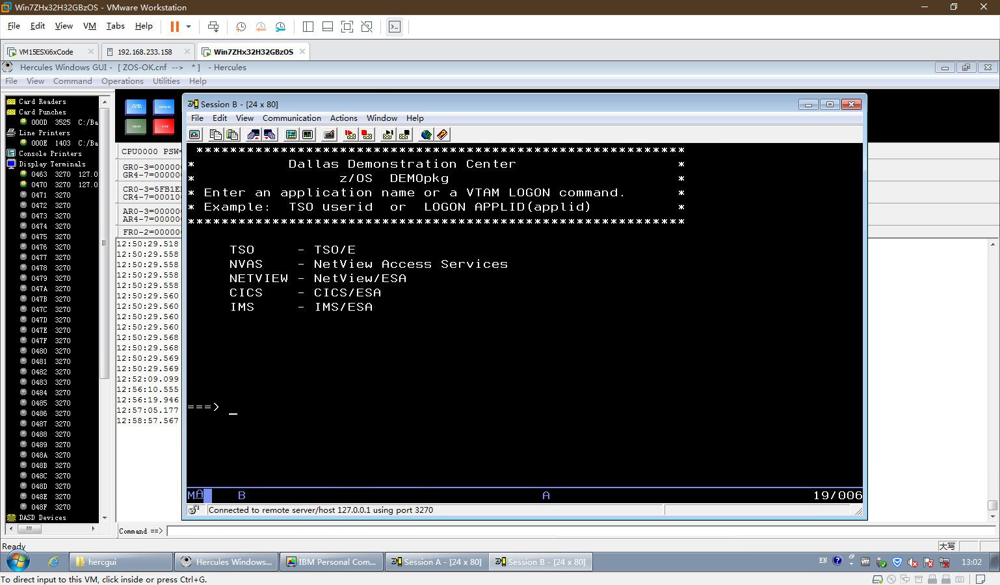 Win7ZHx32H32GBzOS - VMware Workstation
File Edit View VM Tabs Help
VM15ESXi6xCode
192.168.233.158
Win7ZHx32H32GBzOS
Hercules Windows GUI - [ ZOS-OK.cnf --> * ] - Hercules
File View Command Operations Utilities Help
Card Readers
Card Punches
000D 3525 C:/Ba
Line Printers
000E 1403 C:/Ba
Console Printers
Display Terminals
0463 3270 127.0
0470 3270 127.0
0471 3270
0472 3270
0473 3270
0474 3270
0475 3270
0476 3270
0477 3270
0478 3270
0479 3270
047A 3270
047B 3270
047C 3270
047D 3270
047E 3270
047F 3270
0480 3270
0481 3270
0482 3270
0483 3270
0484 3270
0485 3270
0486 3270
0487 3270
0488 3270
0489 3270
048A 3270
048B 3270
048C 3270
048D 3270
048E 3270
048F 3270
DASD Devices
CPU0000 PSW=
GR0-3=000000
GR4-7=000000
CR0-3=5FB1E
CR4-7=000100
AR0-3=000000
AR4-7=000000
FR0-2=000000
12:50:29.518
12:50:29.558
12:50:29.558
12:50:29.558
12:50:29.558
12:50:29.560
12:50:29.560
12:50:29.560
12:50:29.560
12:50:29.568
12:50:29.568
12:50:29.569
12:50:29.569
12:52:09.099
12:56:10.555
12:56:19.946
12:57:05.177
12:58:57.567
Session B - [24 x 80]
File Edit View Communication Actions Window Help
**********************************************************
* Dallas Demonstration Center *
* z/OS DEMOpkg *
* Enter an application name or a VTAM LOGON command. *
* Example: TSO userid or LOGON APPLID(applid) *
***********************************************************
TSO - TSO/E
NVAS - NetView Access Services
NETVIEW - NetView/ESA
CICS - CICS/ESA
IMS - IMS/ESA
===> _
MA B A 19/006
Connected to remote server/host 127.0.0.1 using port 3270
Command ==>
Ready
大写
hercgui
Hercules Windows...
IBM Personal Com...
Session A - [24 x 80]
Session B - [24 x 80]
EN
13:02
To direct input to this VM, click inside or press Ctrl+G.